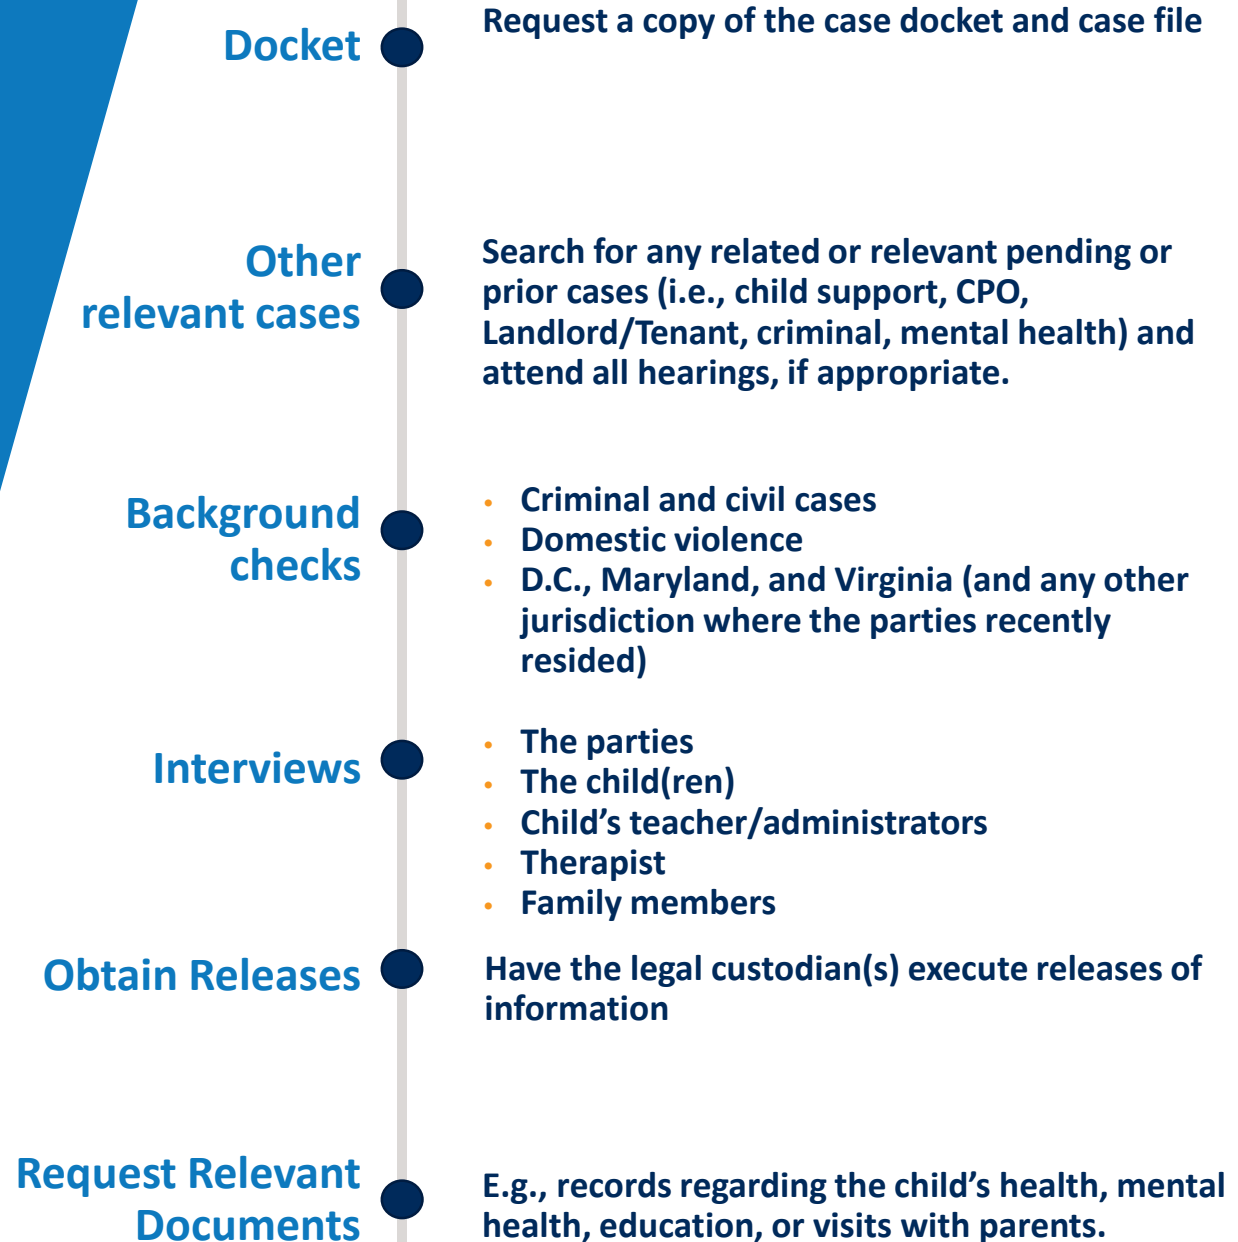 Docket
Request a copy of the case docket and case file
Other
relevant cases
Search for any related or relevant pending or
prior cases (i.e., child support, CPO,
Landlord/Tenant, criminal, mental health) and
attend all hearings, if appropriate.
Background
checks
• Criminal and civil cases
• Domestic violence
• D.C., Maryland, and Virginia (and any other
jurisdiction where the parties recently
resided)
Interviews
• The parties
• The child(ren)
• Child’s teacher/administrators
• Therapist
• Family members
Obtain Releases
Have the legal custodian(s) execute releases of
information
Request Relevant
Documents
E.g., records regarding the child’s health, mental
health, education, or visits with parents.